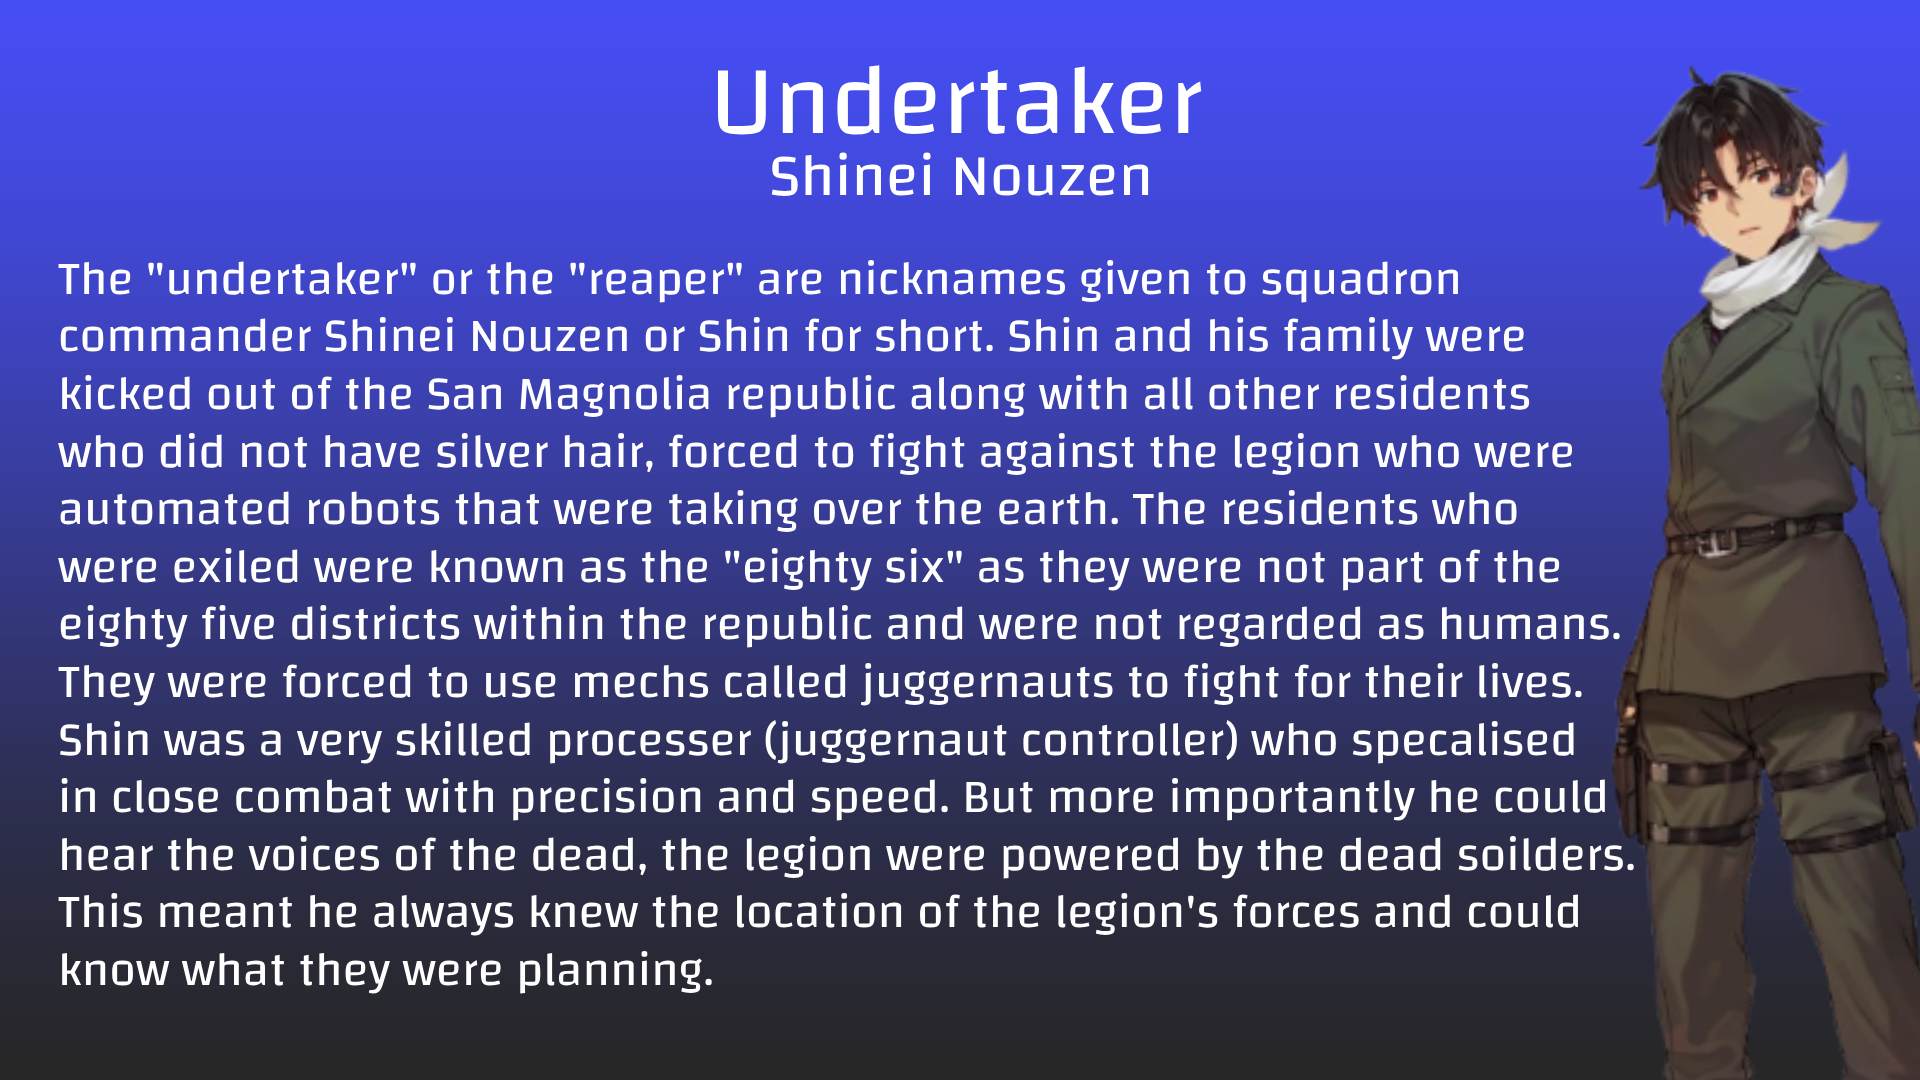 Undertaker
Shinei Nouzen
The "undertaker" or the "reaper" are nicknames given to squadron
commander Shinei Nouzen or Shin for short. Shin and his family were
kicked out of the San Magnolia republic along with all other residents
who did not have silver hair, forced to fight against the legion who were
automated robots that were taking over the earth. The residents who
were exiled were known as the "eighty six" as they were not part of the
eighty five districts within the republic and were not regarded as humans.
They were forced to use mechs called juggernauts to fight for their lives.
Shin was a very skilled processer (juggernaut controller) who specalised
in close combat with precision and speed. But more importantly he could
hear the voices of the dead, the legion were powered by the dead soilders.
This meant he always knew the location of the legion's forces and could
know what they were planning.